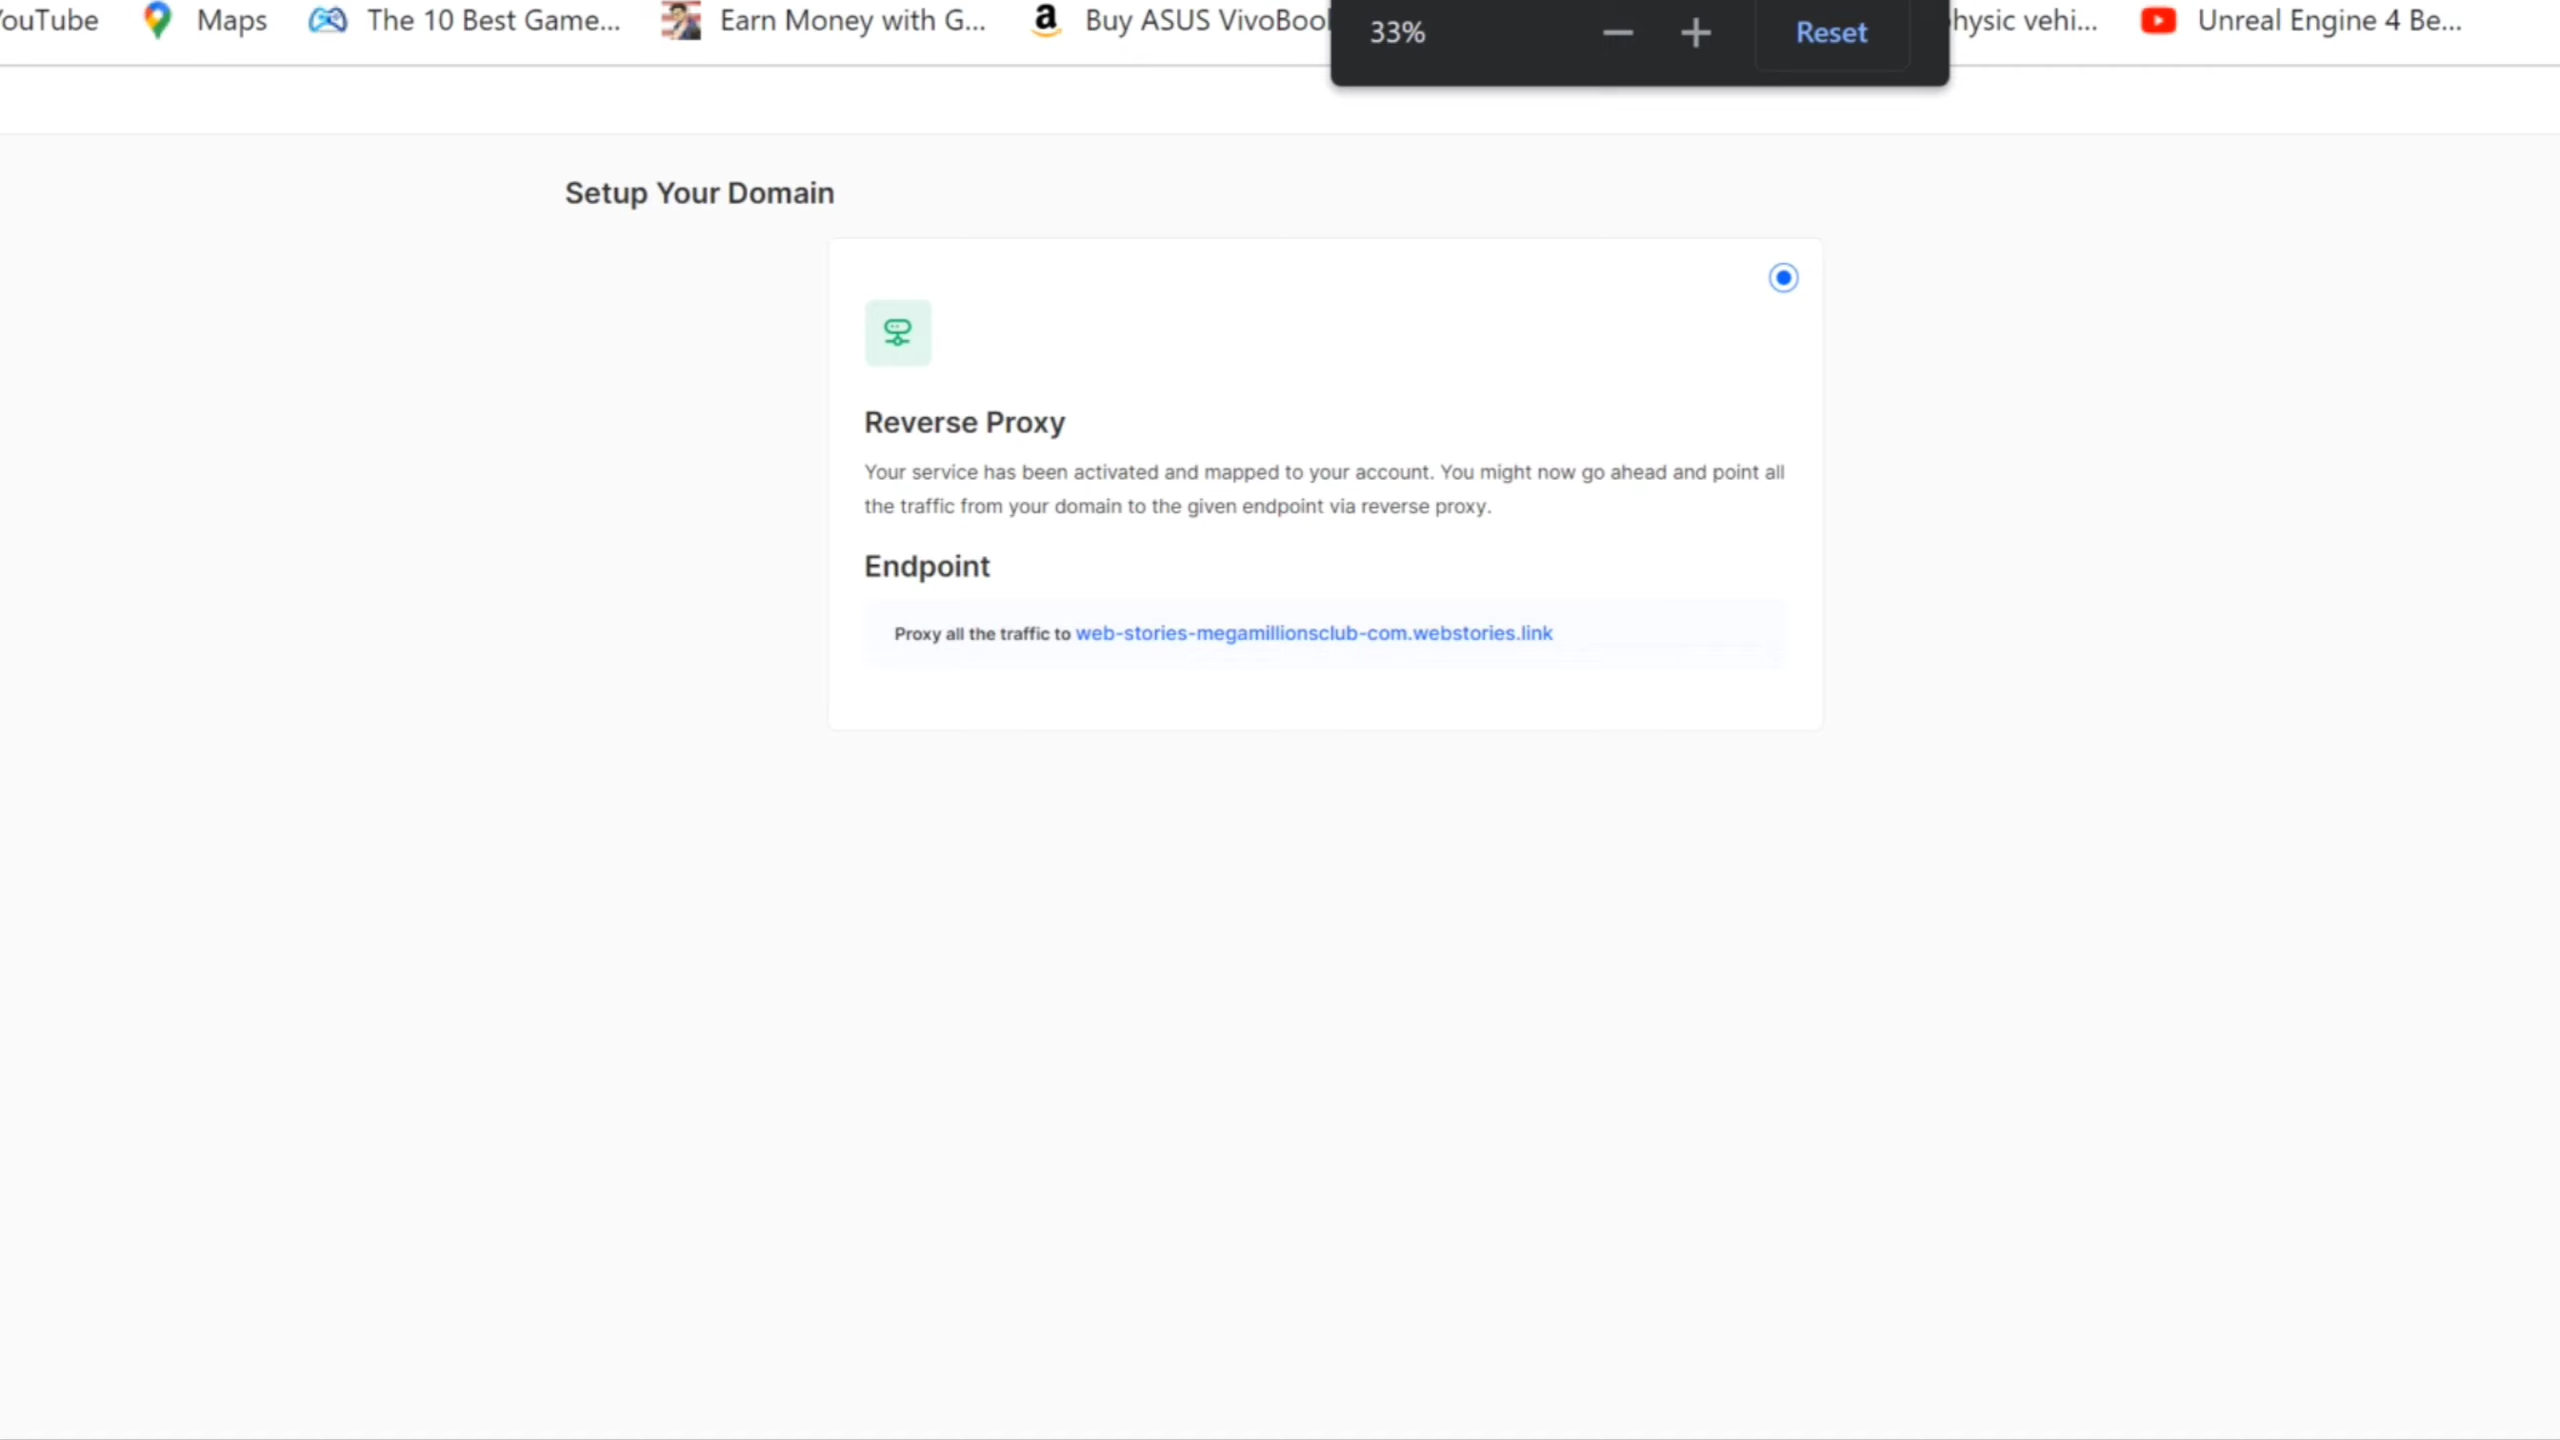 YouTube Maps The 10 Best Game... Earn Money with G... Buy ASUS VivoBook 33% Reset physic vehi... Unreal Engine 4 Be...
Setup Your Domain
Reverse Proxy
Your service has been activated and mapped to your account. You might now go ahead and point all
the traffic from your domain to the given endpoint via reverse proxy.
Endpoint
Proxy all the traffic to web-stories-megamillionsclub-com.webstories.link